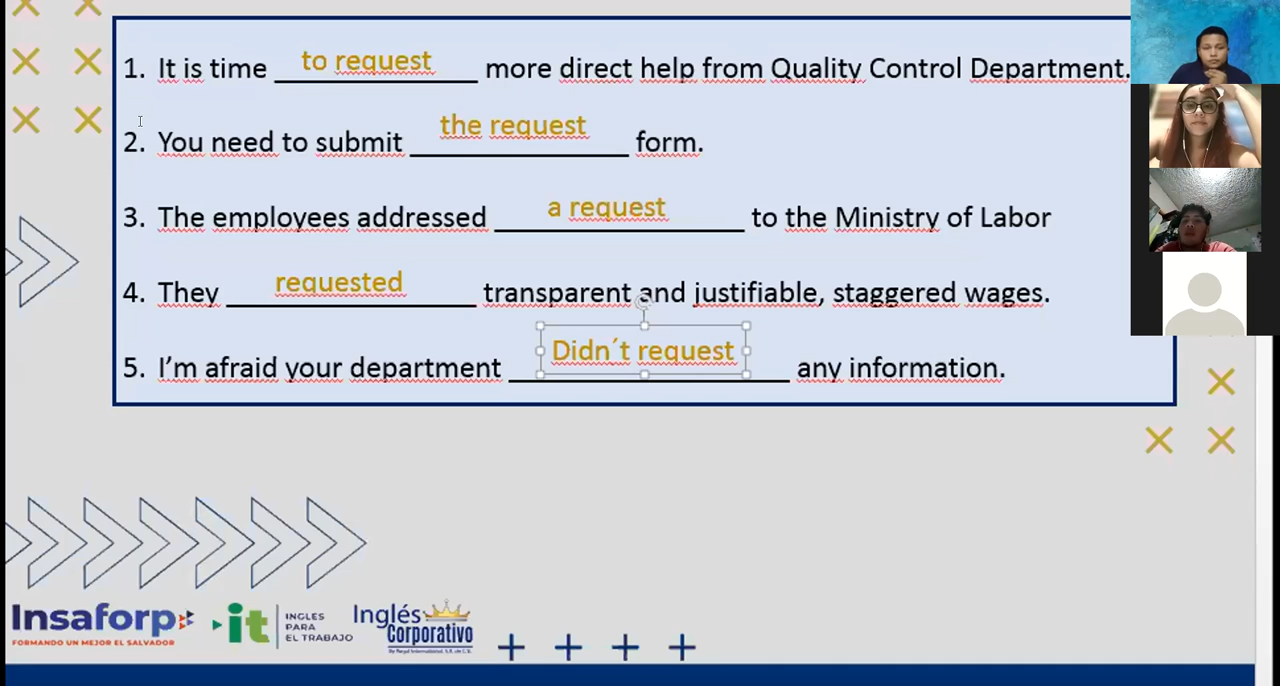 1. It is time to request more direct help from Quality Control Department.
2. You need to submit the request form.
3. The employees addressed a request to the Ministry of Labor
4. They requested transparent and justifiable, staggered wages.
5. I'm afraid your department Didn´t request any information.
Insaforp
FORMANDO UN MEJOR EL SALVADOR
it
INGLES
PARA
EL TRABAJO
Inglés
Corporativo